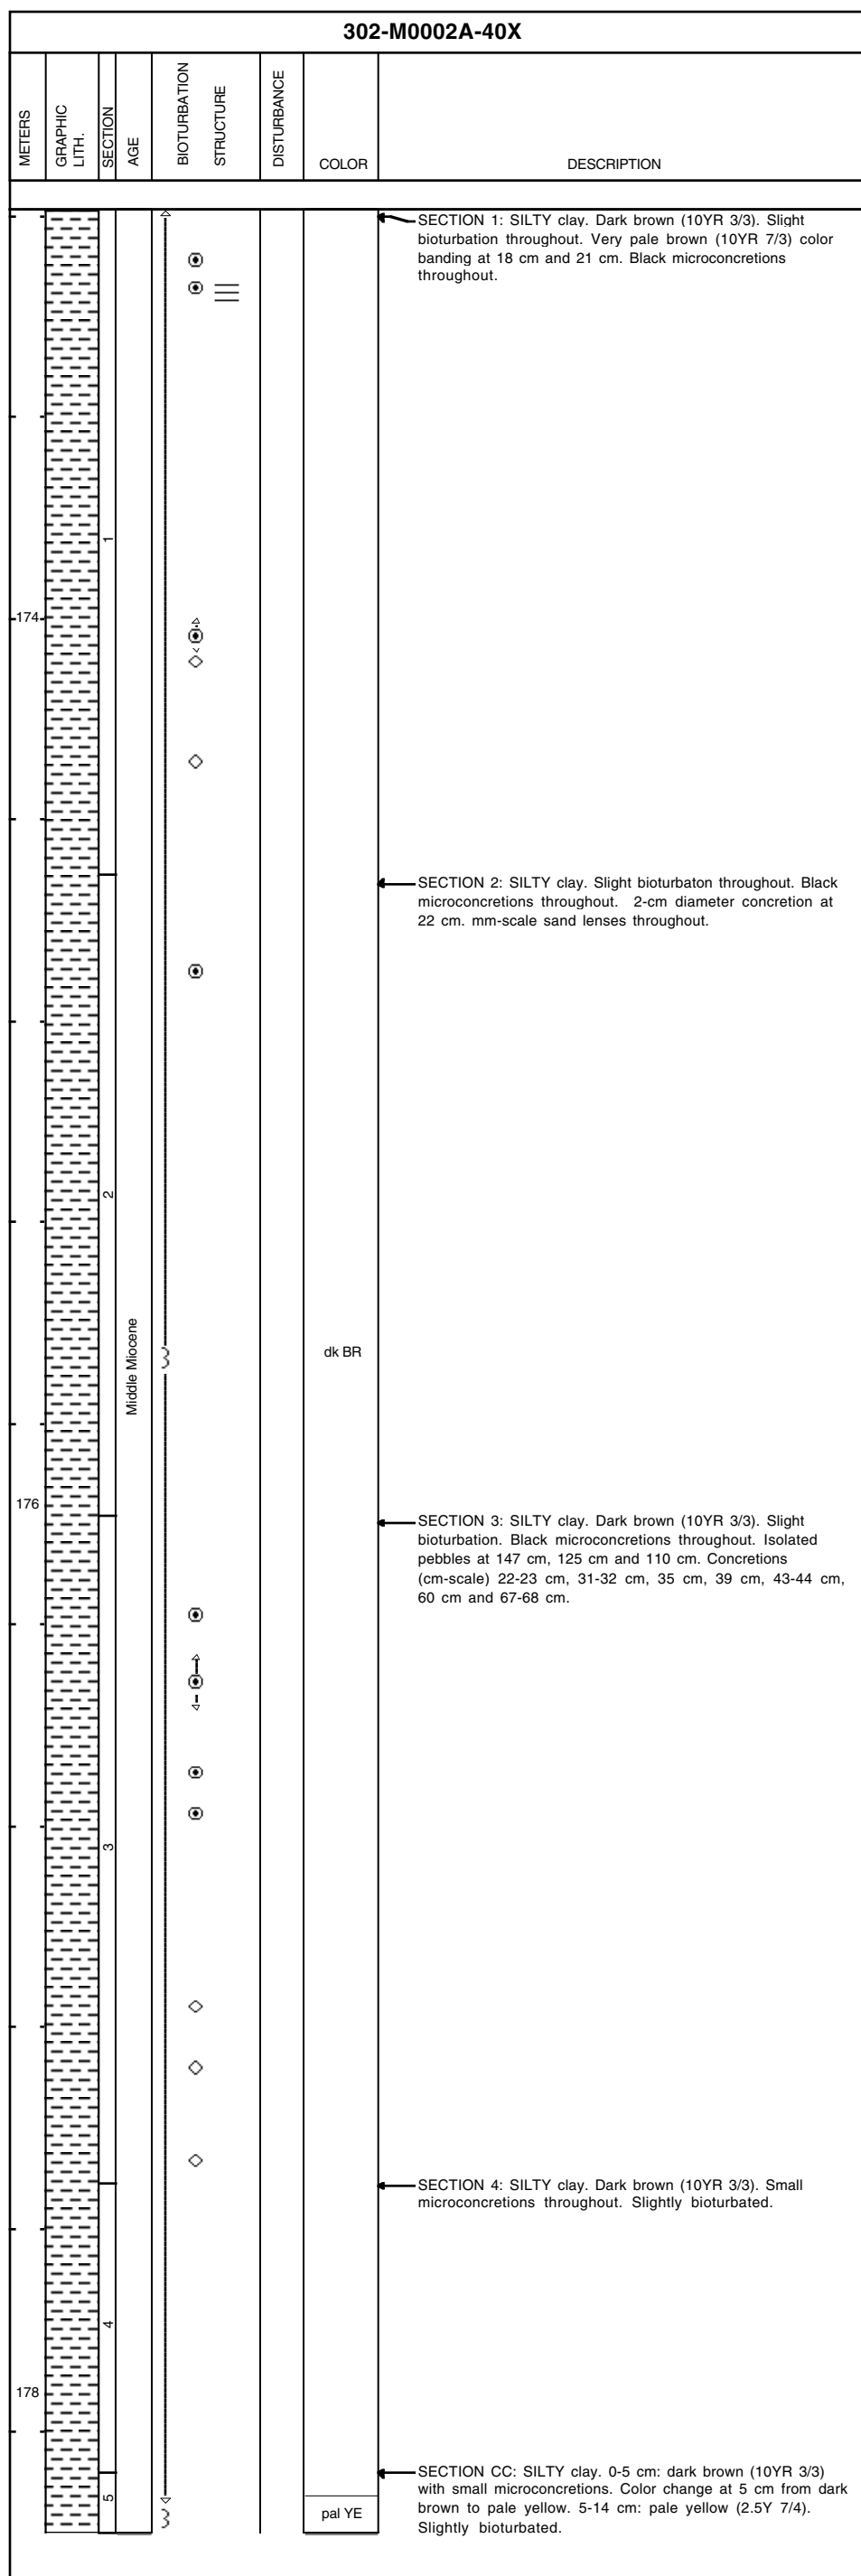 302-M0002A-40X
METERS
GRAPHIC
LITH.
SECTION
AGE
BIOTURBATION
STRUCTURE
DISTURBANCE
COLOR
DESCRIPTION
SECTION 1: SILTY clay. Dark brown (10YR 3/3). Slight
bioturbation throughout. Very pale brown (10YR 7/3) color
banding at 18 cm and 21 cm. Black microconcretions
throughout.
1
174
SECTION 2: SILTY clay. Slight bioturbaton throughout. Black
microconcretions throughout. 2-cm diameter concretion at
22 cm. mm-scale sand lenses throughout.
2
Middle Miocene
dk BR
176
SECTION 3: SILTY clay. Dark brown (10YR 3/3). Slight
bioturbation. Black microconcretions throughout. Isolated
pebbles at 147 cm, 125 cm and 110 cm. Concretions
(cm-scale) 22-23 cm, 31-32 cm, 35 cm, 39 cm, 43-44 cm,
60 cm and 67-68 cm.
3
SECTION 4: SILTY clay. Dark brown (10YR 3/3). Small
microconcretions throughout. Slightly bioturbated.
4
178
SECTION CC: SILTY clay. 0-5 cm: dark brown (10YR 3/3)
with small microconcretions. Color change at 5 cm from dark
brown to pale yellow. 5-14 cm: pale yellow (2.5Y 7/4).
Slightly bioturbated.
5
pal YE